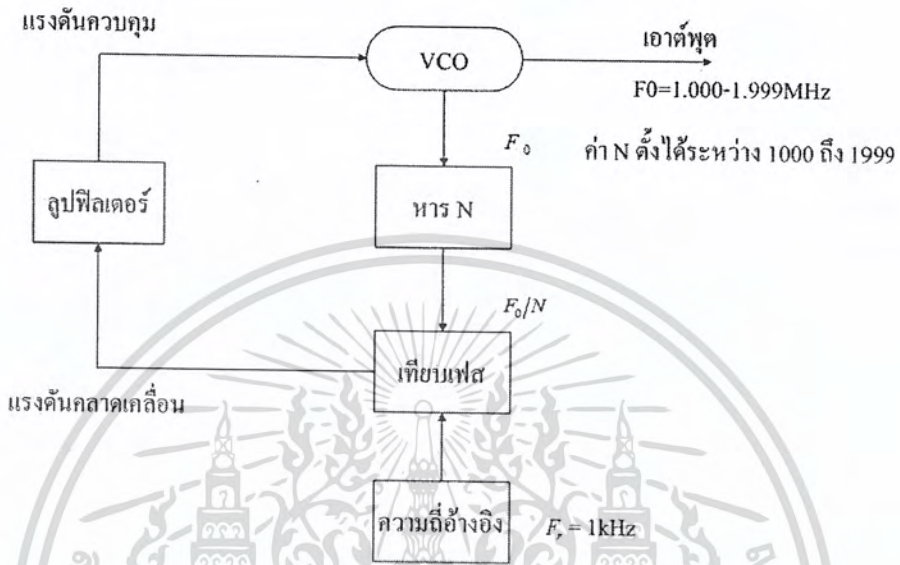 แรงดันควบคุม
VCO
เอาต์พุต
F0=1.000-1.999MHz
F₀
ค่า N ตั้งได้ระหว่าง 1000 ถึง 1999
ลูปฟิลเตอร์
หาร N
F₀/N
เทียบเฟส
แรงดันคลาดเคลื่อน
ความถี่อ้างอิง
Fᵣ = 1kHz